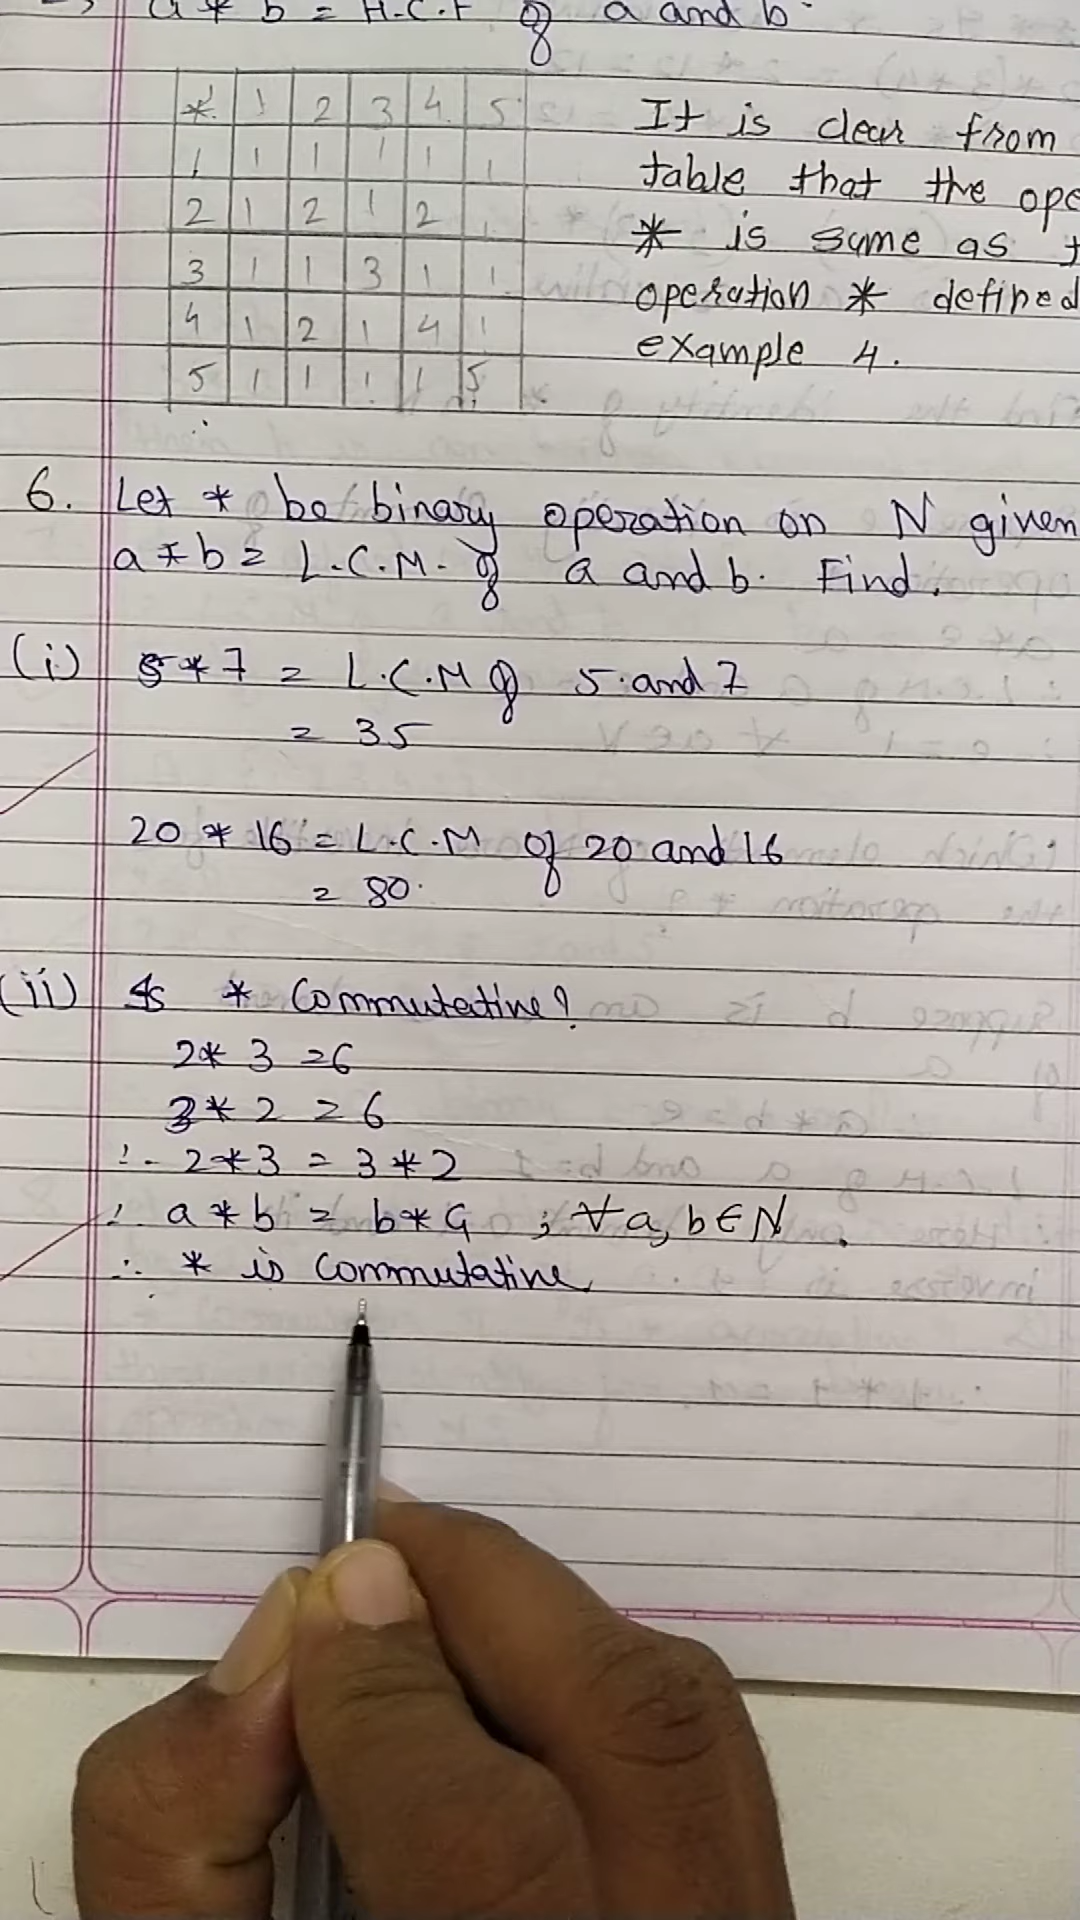 a * b = H.C.F of a and b.
* 1 2 3 4 5
1 1 1 1 1 1
2 1 2 1 2 1
3 1 1 3 1 1
4 1 2 1 4 1
5 1 1 1 1 5
It is clear from
table that the ope
* is same as t
operation * defined
example 4.
6. Let * be binary operation on N given
a * b = L.C.M. of a and b. Find.
(i) 5 * 7 = L.C.M of 5 and 7
= 35
20 * 16 = L.C.M of 20 and 16
= 80.
(ii) Is * Commutative?
2 * 3 = 6
3 * 2 = 6
∴ 2 * 3 = 3 * 2
∴ a * b = b * a ; ∀ a, b ∈ N.
∴ * is Commutative.